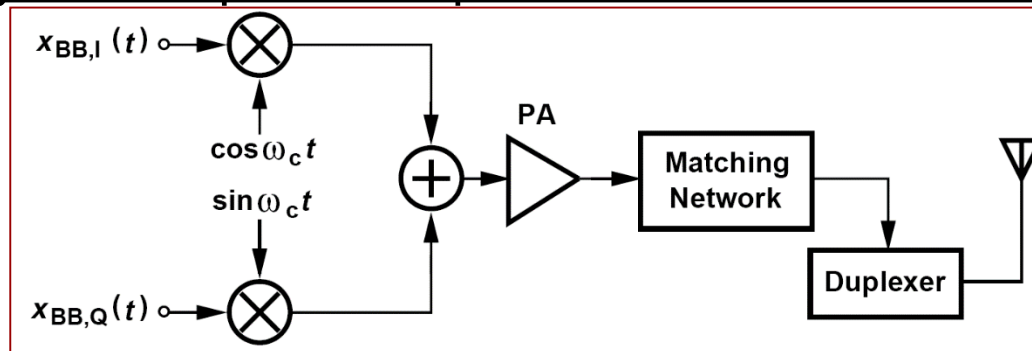 x_BB,I (t)
cos ω_c t
sin ω_c t
x_BB,Q (t)
PA
Matching
Network
Duplexer